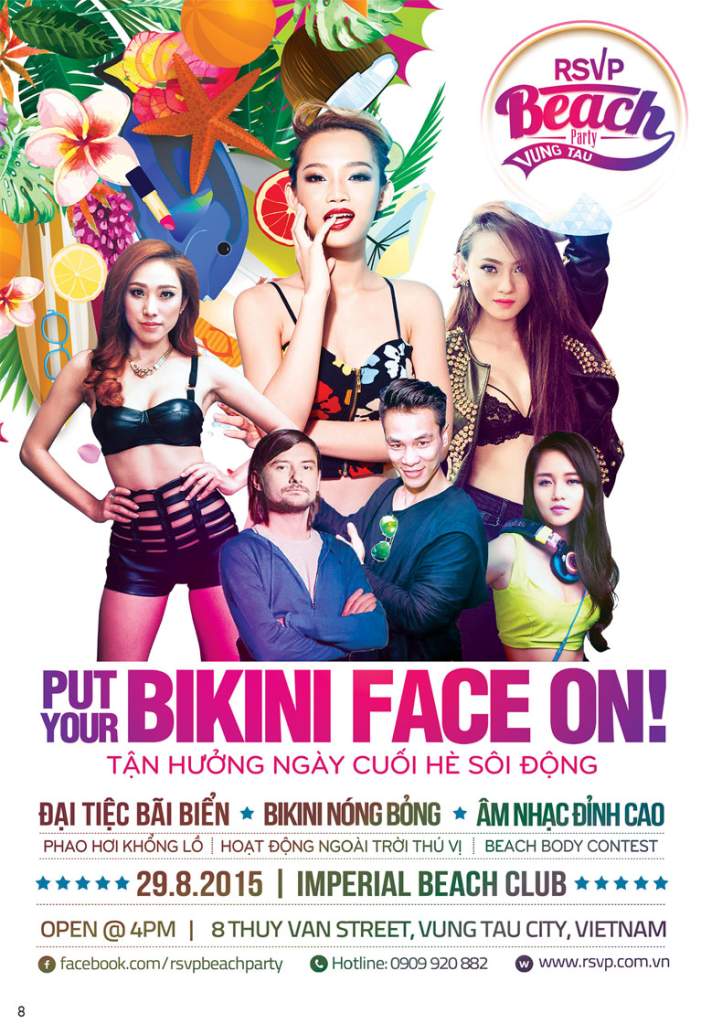 RSVP
Beach
Party
VUNG TAU
PUT YOUR BIKINI FACE ON!
TẬN HƯỞNG NGÀY CUỐI HÈ SÔI ĐỘNG
ĐẠI TIỆC BÃI BIỂN ★ BIKINI NÓNG BỎNG ★ ÂM NHẠC ĐỈNH CAO
PHAO HƠI KHỔNG LỒ | HOẠT ĐỘNG NGOÀI TRỜI THÚ VỊ | BEACH BODY CONTEST
★★★★★ 29.8.2015 | IMPERIAL BEACH CLUB ★★★★★
OPEN @ 4PM | 8 THUY VAN STREET, VUNG TAU CITY, VIETNAM
facebook.com/rsvpbeachparty Hotline: 0909 920 882 www.rsvp.com.vn
8